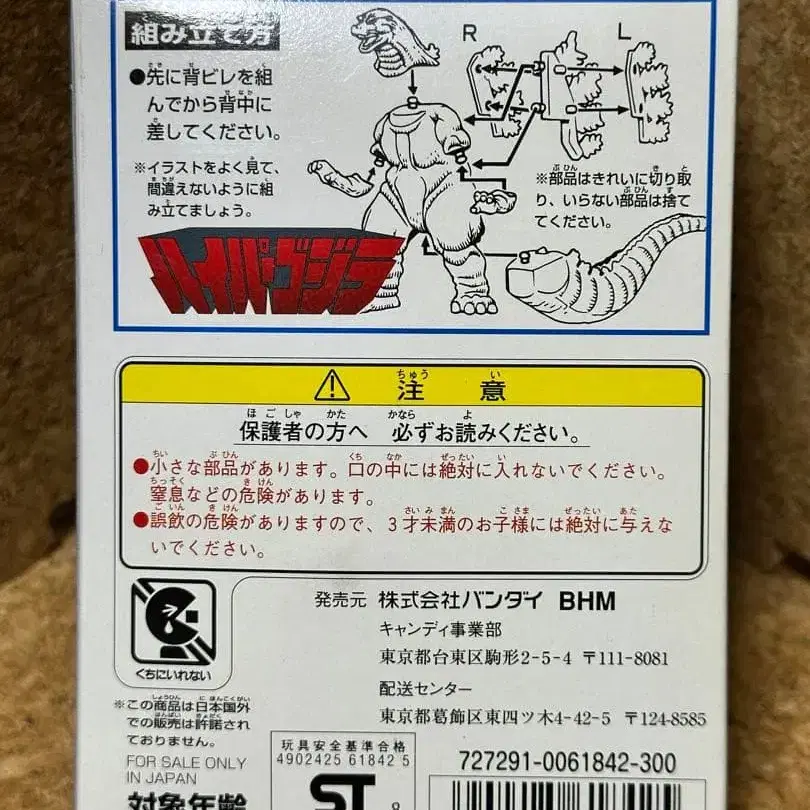 組み立て方
●先に背ビレを組
んでから背中に
差してください。
※イラストをよく見て、
間違えないように組
み立てましょう。
R
L
※部品はきれいに切り取
り、いらない部品は捨て
てください。
ハイパーゴジラ
注意
保護者の方へ 必ずお読みください。
●小さな部品があります。口の中には絶対に入れないでください。
窒息などの危険があります。
●誤飲の危険がありますので、3才未満のお子様には絶対に与えな
いでください。
くちにいれない
発売元 株式会社バンダイ BHM
キャンディ事業部
東京都台東区駒形2-5-4 〒111-8081
配送センター
東京都葛飾区東四ツ木4-42-5 〒124-8585
※この商品は日本国外
での販売は許諾され
ておりません。
FOR SALE ONLY
IN JAPAN
対象年齢
玩具安全基準合格
4902425 61842 5
ST
727291-0061842-300